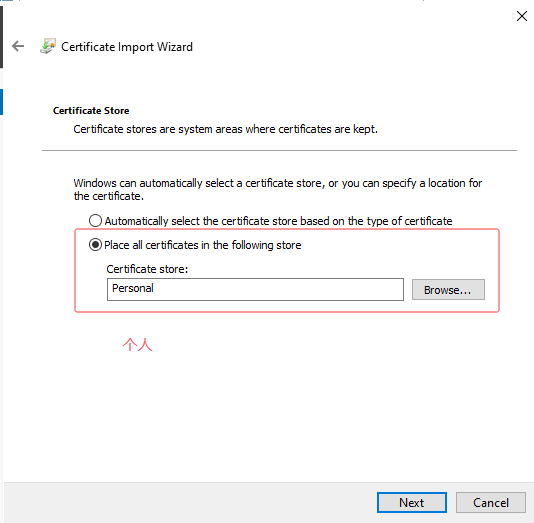 Certificate Import Wizard
Certificate Store
Certificate stores are system areas where certificates are kept.
Windows can automatically select a certificate store, or you can specify a location for
the certificate.
Automatically select the certificate store based on the type of certificate
Place all certificates in the following store
Certificate store:
Personal
Browse...
个人
Next
Cancel